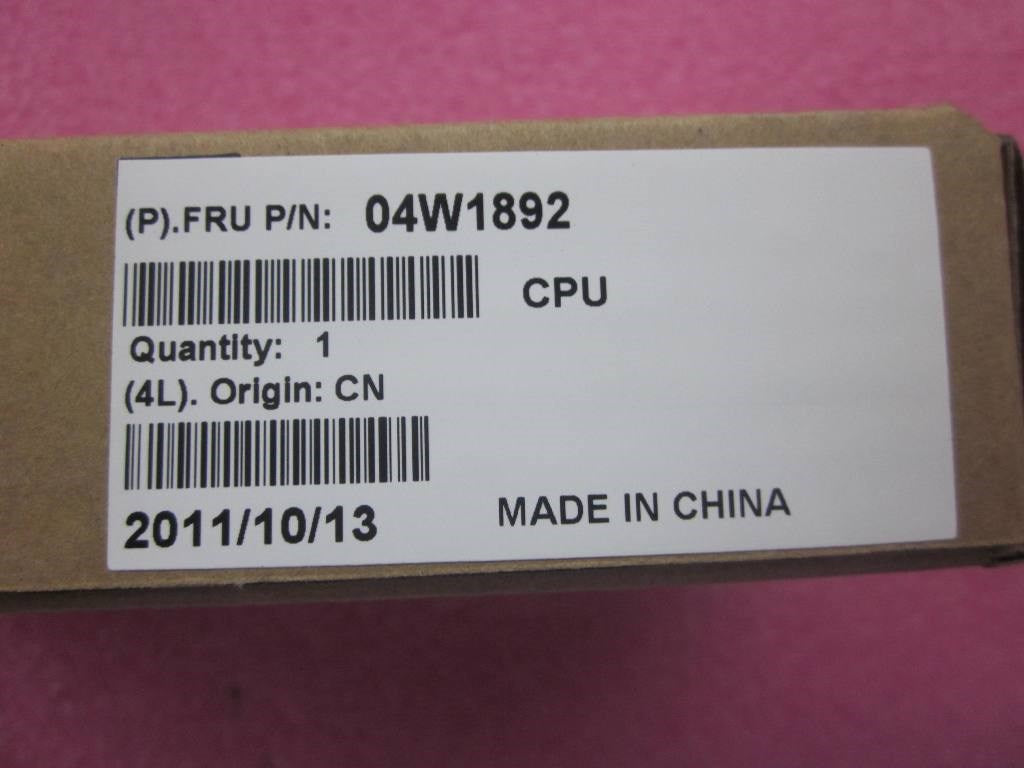 (P).FRU P/N: 04W1892
CPU
Quantity: 1
(4L). Origin: CN
2011/10/13
MADE IN CHINA